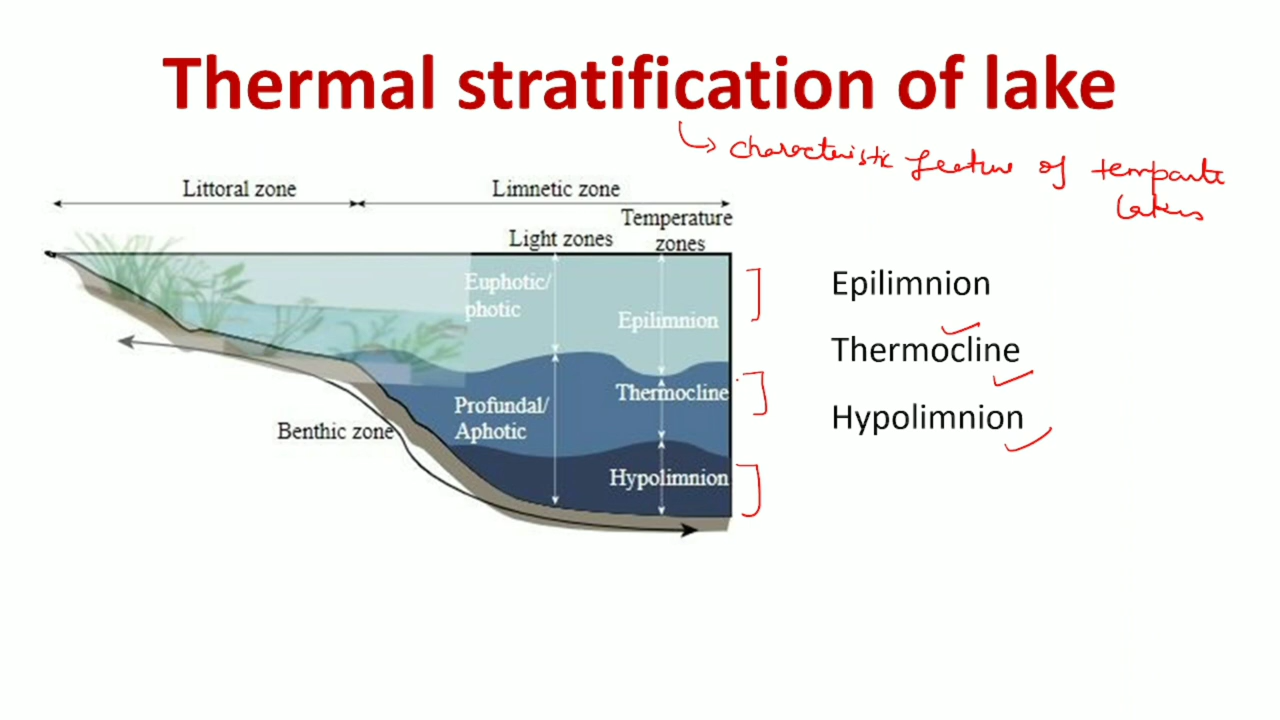 Thermal stratification of lake
characteristic feature of temparate
lakes
Littoral zone
Limnetic zone
Light zones
Temperature
zones
Euphotic/
photic
Epilimnion
Thermocline
Profundal/
Aphotic
Hypolimnion
Benthic zone
Epilimnion
Thermocline
Hypolimnion